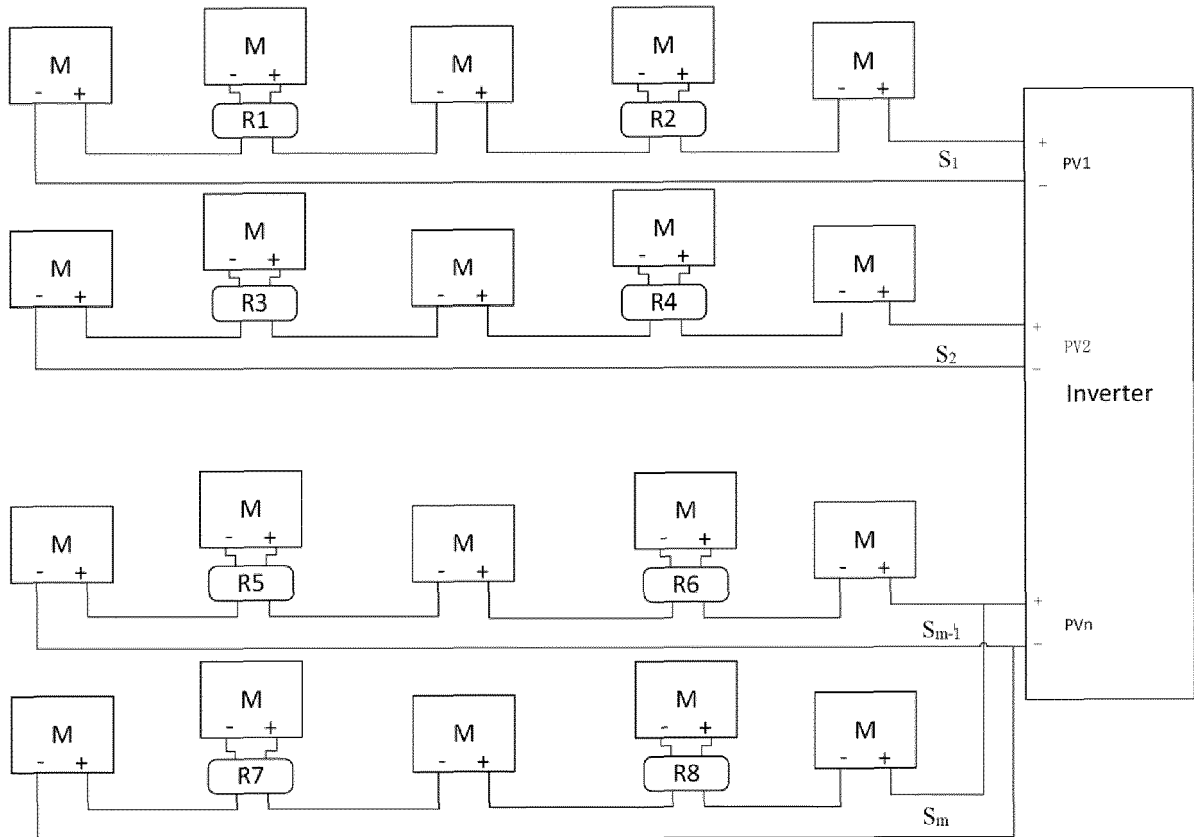 M M M M M
- + - + - + - + - +
R1 R2
S1
+
PV1
-
M M M M M
- + - + - + - + - +
R3 R4
S2
+
PV2
-
Inverter
M M M M M
- + - + - + - + - +
R5 R6
Sm-1
+
PVn
-
M M M M M
- + - + - + - + - +
R7 R8
Sm